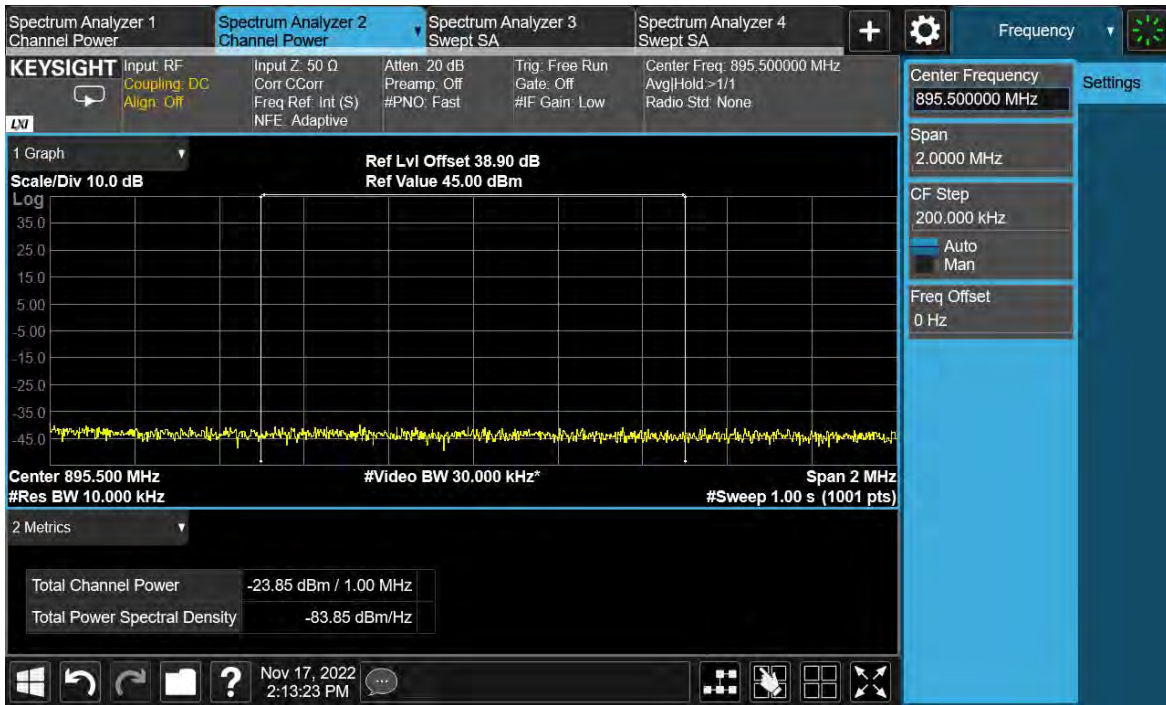 Spectrum Analyzer 1
Channel Power
Spectrum Analyzer 2
Channel Power
Spectrum Analyzer 3
Swept SA
Spectrum Analyzer 4
Swept SA
+
Frequency
KEYSIGHT
LXI
Input: RF
Coupling: DC
Align: Off
Input Z: 50 Ω
Corr CCorr
Freq Ref: Int (S)
NFE: Adaptive
Atten: 20 dB
Preamp: Off
#PNO: Fast
Trig: Free Run
Gate: Off
#IF Gain: Low
Center Freq: 895.500000 MHz
Avg|Hold:>1/1
Radio Std: None
Center Frequency
895.500000 MHz
Settings
Span
2.0000 MHz
CF Step
200.000 kHz
Auto
Man
Freq Offset
0 Hz
1 Graph
Scale/Div 10.0 dB
Ref Lvl Offset 38.90 dB
Ref Value 45.00 dBm
Log
35.0
25.0
15.0
5.00
-5.00
-15.0
-25.0
-35.0
-45.0
Center 895.500 MHz
#Video BW 30.000 kHz*
Span 2 MHz
#Res BW 10.000 kHz
#Sweep 1.00 s (1001 pts)
2 Metrics
Total Channel Power -23.85 dBm / 1.00 MHz
Total Power Spectral Density -83.85 dBm/Hz
?
Nov 17, 2022
2:13:23 PM